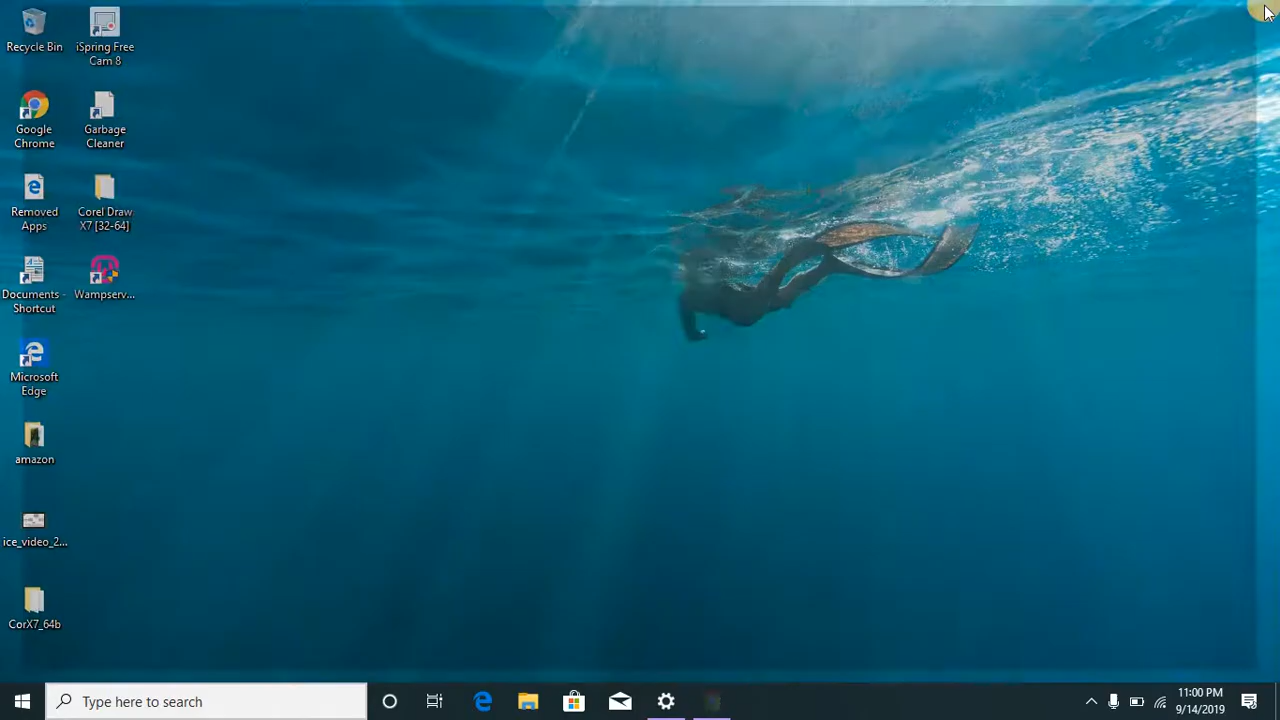 Recycle Bin
iSpring Free
Cam 8
Google
Chrome
Garbage
Cleaner
Removed
Apps
Corel Draw
X7 [32-64]
Documents -
Shortcut
Wampserv...
Microsoft
Edge
amazon
ice_video_2...
CorX7_64b
Type here to search
11:00 PM
9/14/2019